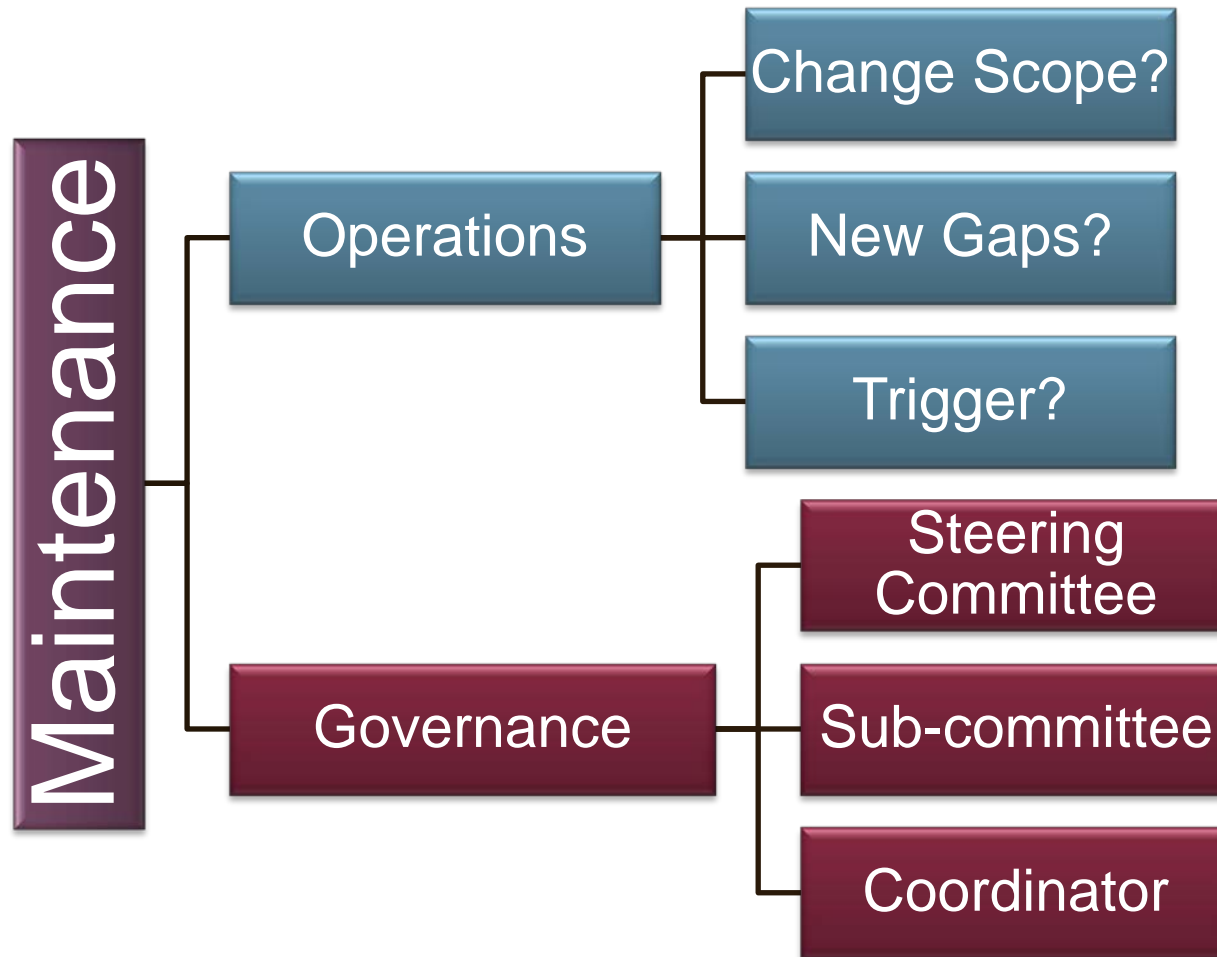 Maintenance
Operations
Change Scope?
New Gaps?
Trigger?
Governance
Steering
Committee
Sub-committee
Coordinator